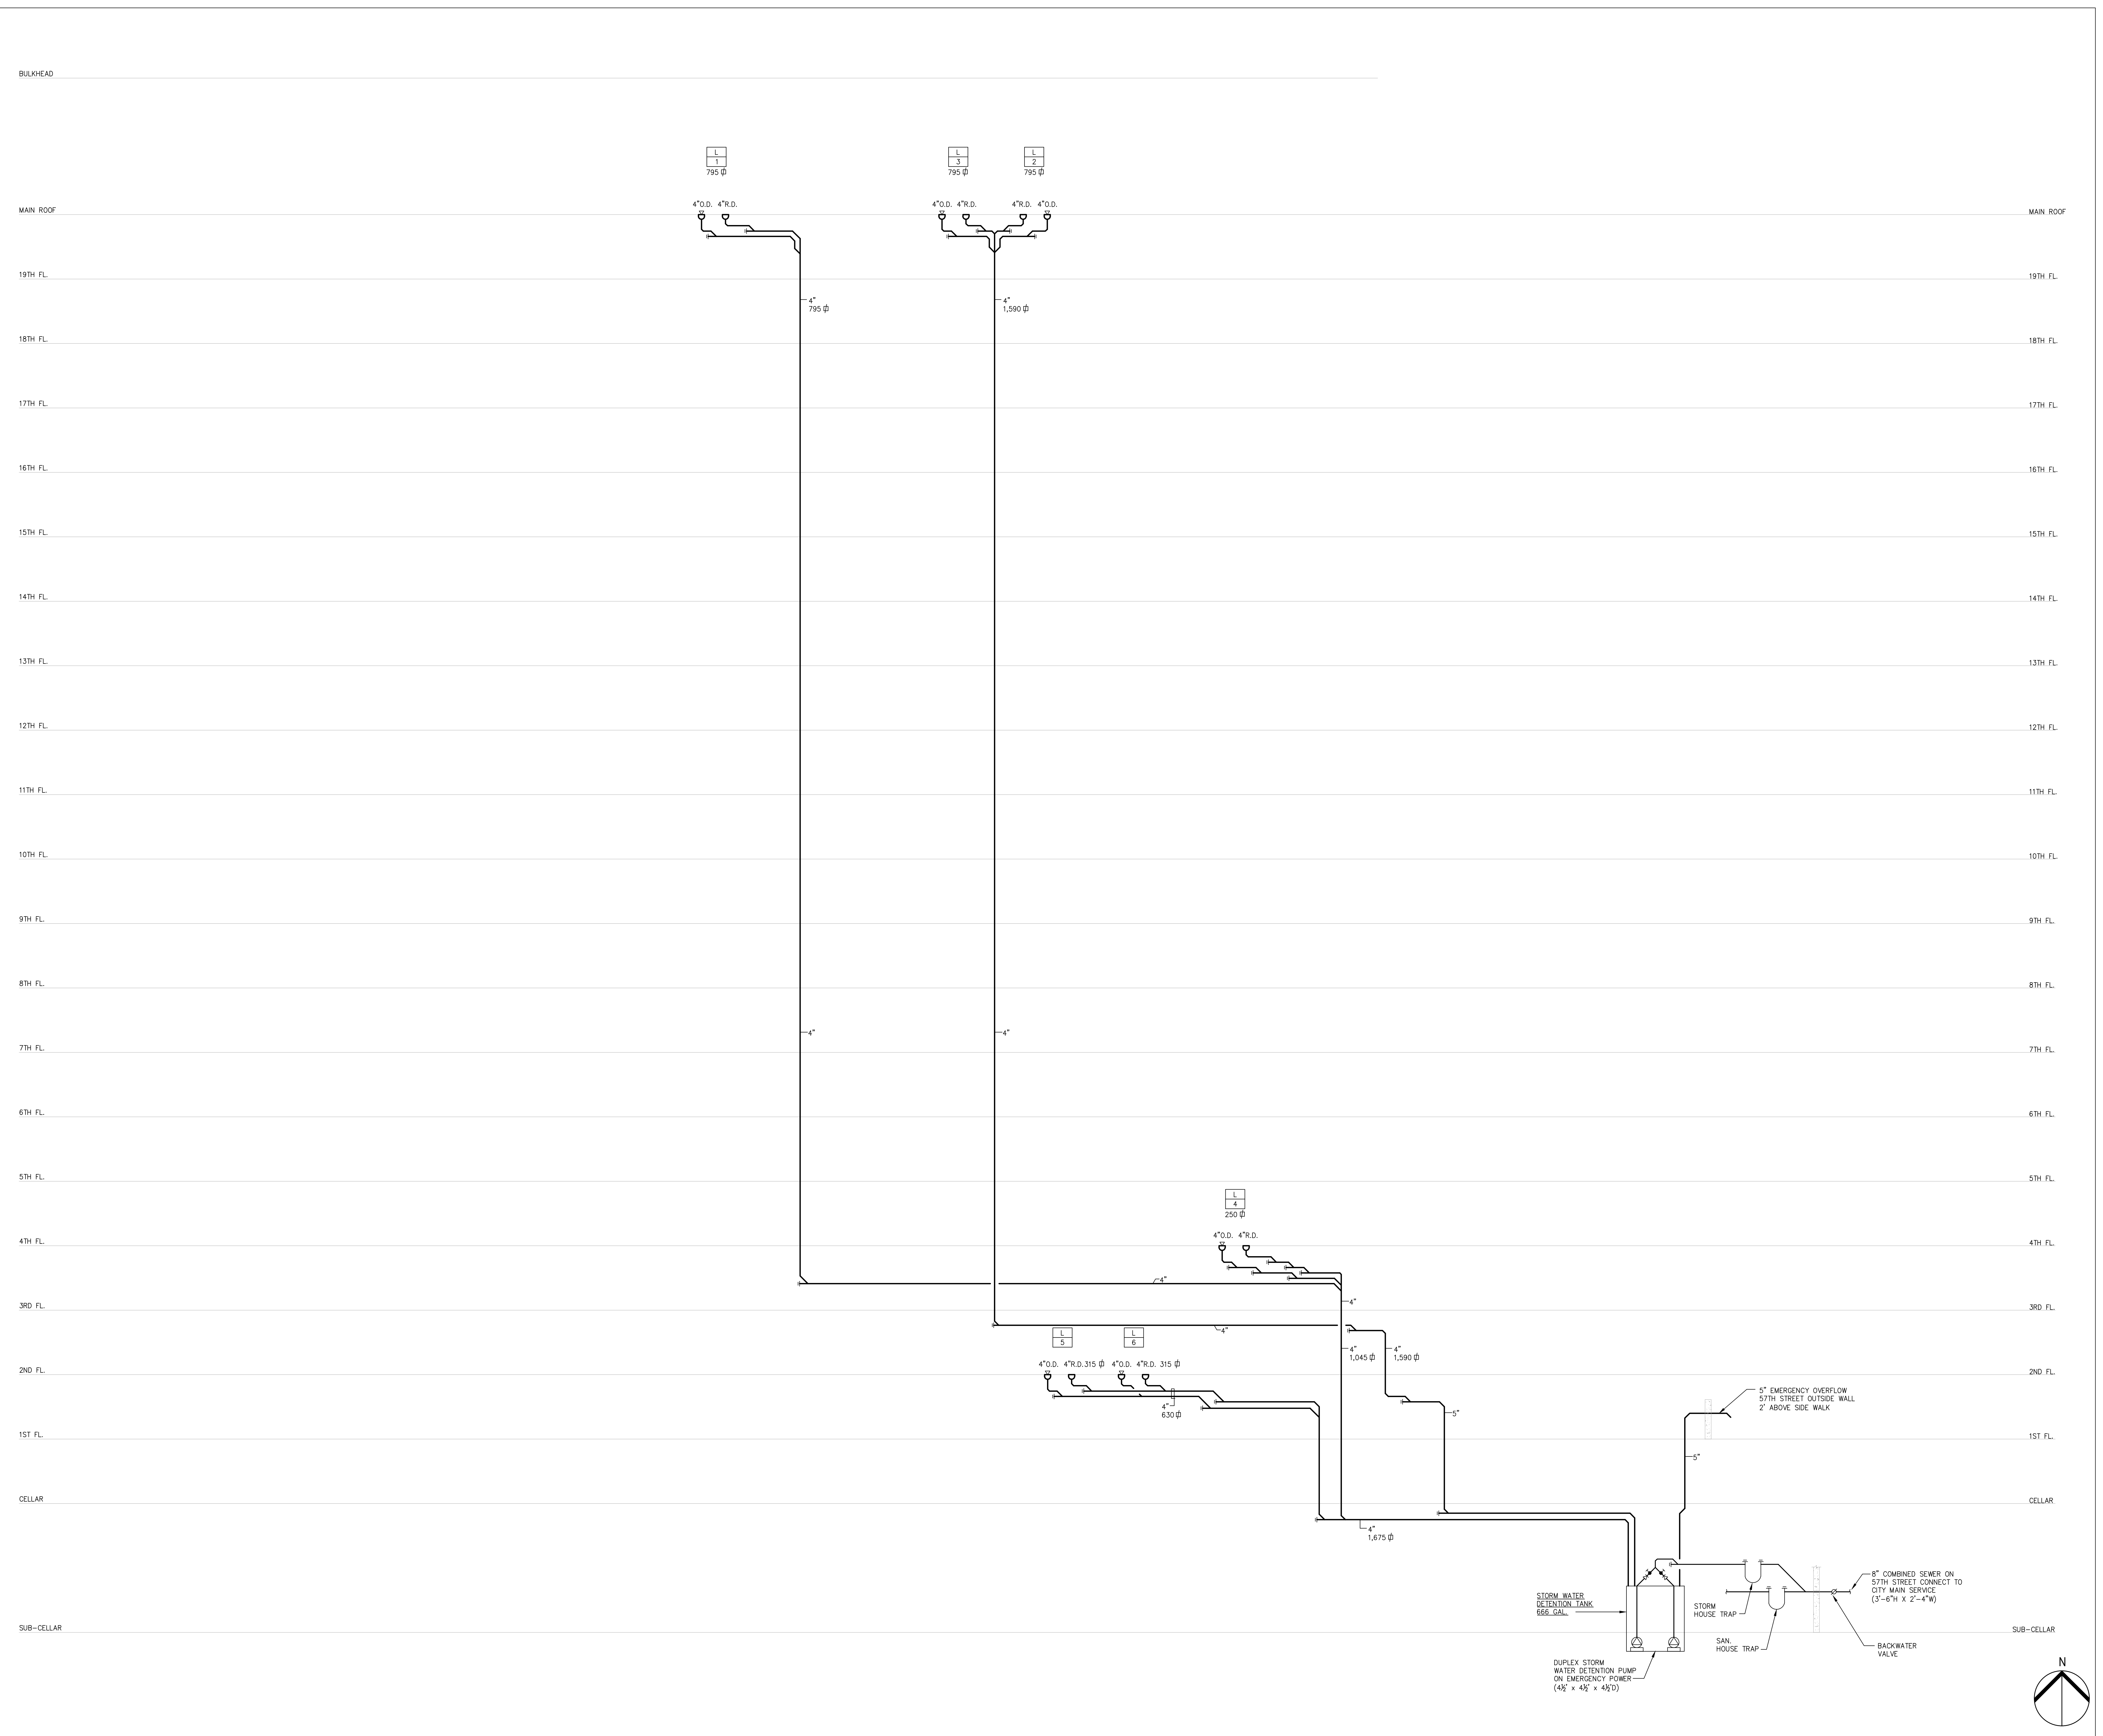 BULKHEAD
L
1
795 ⏍
L
3
795 ⏍
L
2
795 ⏍
4"O.D. 4"R.D.
4"O.D. 4"R.D.
4"R.D. 4"O.D.
MAIN ROOF
MAIN ROOF
19TH FL.
19TH FL.
4"
795 ⏍
4"
1,590 ⏍
18TH FL.
18TH FL.
17TH FL.
17TH FL.
16TH FL.
16TH FL.
15TH FL.
15TH FL.
14TH FL.
14TH FL.
13TH FL.
13TH FL.
12TH FL.
12TH FL.
11TH FL.
11TH FL.
10TH FL.
10TH FL.
9TH FL.
9TH FL.
8TH FL.
8TH FL.
4"
4"
7TH FL.
7TH FL.
6TH FL.
6TH FL.
5TH FL.
5TH FL.
L
4
250 ⏍
4"O.D. 4"R.D.
4TH FL.
4TH FL.
4"
4"
3RD FL.
3RD FL.
4"
L
5
L
6
4"
1,045 ⏍
4"
1,590 ⏍
4"O.D. 4"R.D. 315 ⏍
4"O.D. 4"R.D. 315 ⏍
2ND FL.
2ND FL.
4"
630 ⏍
5"
5" EMERGENCY OVERFLOW
57TH STREET OUTSIDE WALL
2' ABOVE SIDE WALK
1ST FL.
1ST FL.
5"
CELLAR
CELLAR
4"
1,675 ⏍
8" COMBINED SEWER ON
57TH STREET CONNECT TO
CITY MAIN SERVICE
(3'-6"H X 2'-4"W)
STORM WATER
DETENTION TANK
666 GAL.
STORM
HOUSE TRAP
SAN.
HOUSE TRAP
BACKWATER
VALVE
SUB-CELLAR
SUB-CELLAR
DUPLEX STORM
WATER DETENTION PUMP
ON EMERGENCY POWER
(4½' x 4½' x 4½'D)
N